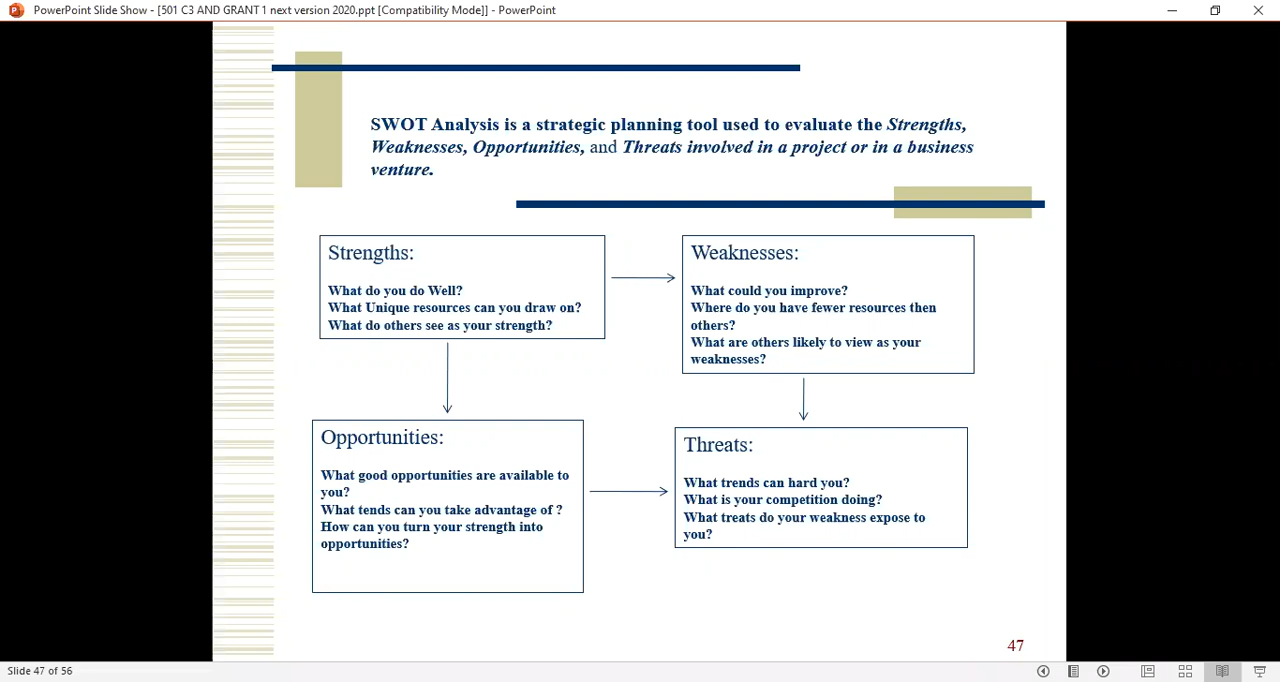 PowerPoint Slide Show - [501 C3 AND GRANT 1 next version 2020.ppt [Compatibility Mode]] - PowerPoint
SWOT Analysis is a strategic planning tool used to evaluate the Strengths,
Weaknesses, Opportunities, and Threats involved in a project or in a business
venture.
Strengths:
What do you do Well?
What Unique resources can you draw on?
What do others see as your strength?
Weaknesses:
What could you improve?
Where do you have fewer resources then
others?
What are others likely to view as your
weaknesses?
Opportunities:
What good opportunities are available to
you?
What tends can you take advantage of ?
How can you turn your strength into
opportunities?
Threats:
What trends can hard you?
What is your competition doing?
What treats do your weakness expose to
you?
47
Slide 47 of 56